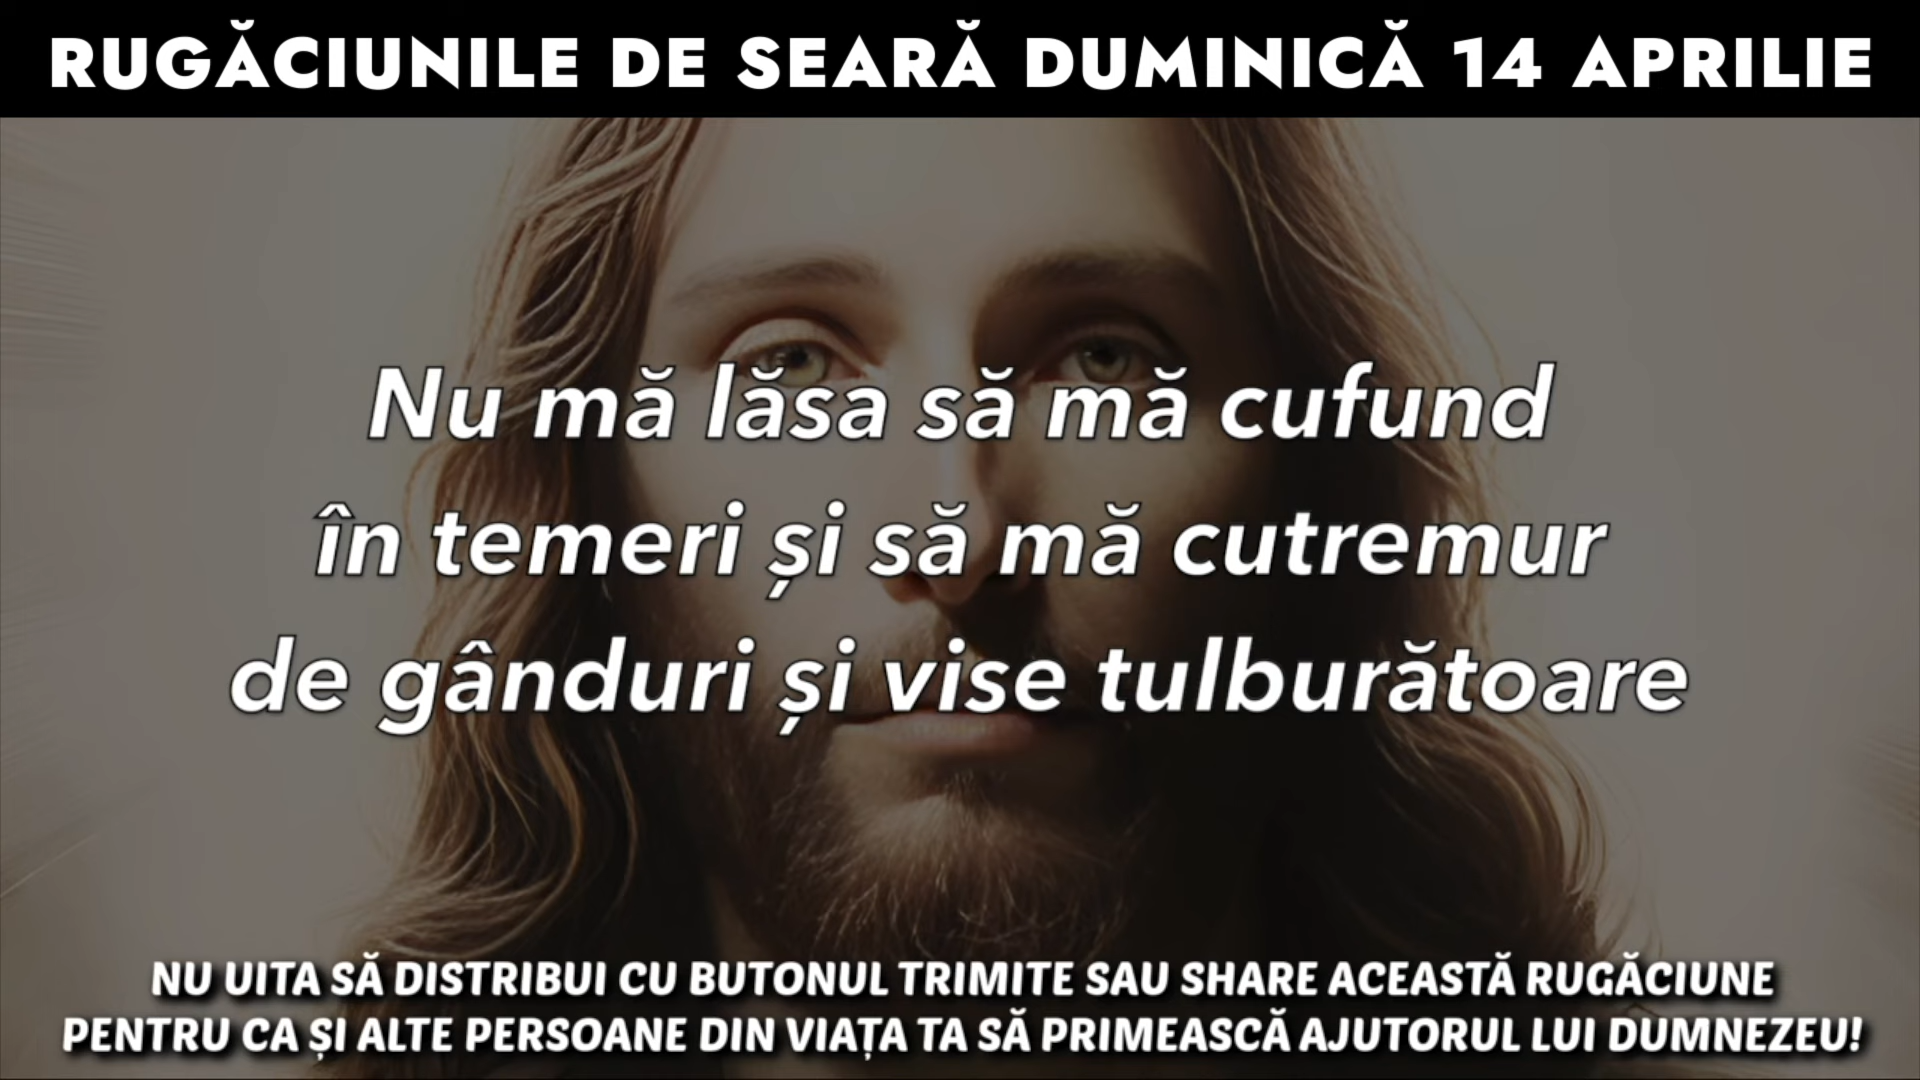 RUGĂCIUNILE DE SEARĂ DUMINICĂ 14 APRILIE
Nu mă lăsa să mă cufund
în temeri și să mă cutremur
de gânduri și vise tulburătoare
NU UITA SĂ DISTRIBUI CU BUTONUL TRIMITE SAU SHARE ACEASTĂ RUGĂCIUNE
PENTRU CA ȘI ALTE PERSOANE DIN VIAȚA TA SĂ PRIMEASCĂ AJUTORUL LUI DUMNEZEU!